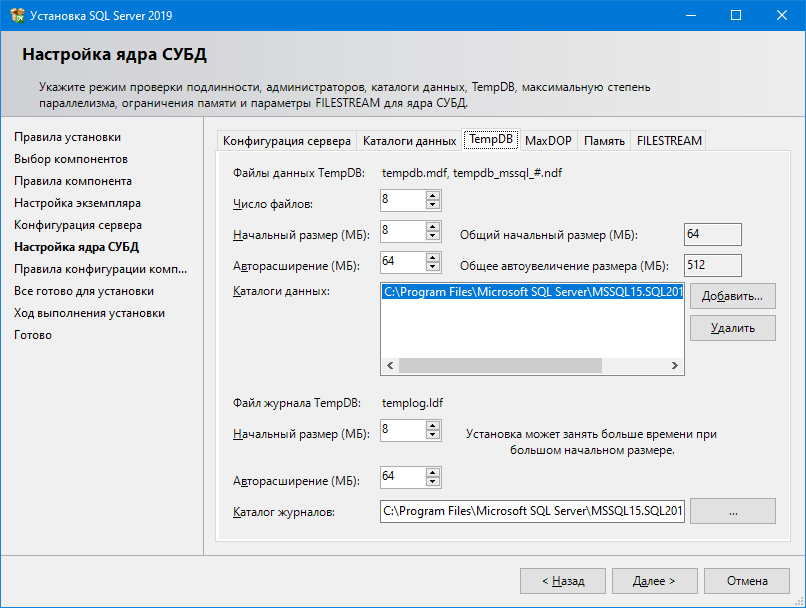 Установка SQL Server 2019
Настройка ядра СУБД
Укажите режим проверки подлинности, администраторов, каталоги данных, TempDB, максимальную степень
параллелизма, ограничения памяти и параметры FILESTREAM для ядра СУБД.
Правила установки
Выбор компонентов
Правила компонента
Настройка экземпляра
Конфигурация сервера
Настройка ядра СУБД
Правила конфигурации комп...
Все готово для установки
Ход выполнения установки
Готово
Конфигурация сервера Каталоги данных TempDB MaxDOP Память FILESTREAM
Файлы данных TempDB: tempdb.mdf, tempdb_mssql_#.ndf
Число файлов: 8
Начальный размер (МБ): 8 Общий начальный размер (МБ): 64
Авторасширение (МБ): 64 Общее автоувеличение размера (МБ): 512
Каталоги данных: C:\Program Files\Microsoft SQL Server\MSSQL15.SQL201 Добавить...
Удалить
Файл журнала TempDB: templog.ldf
Начальный размер (МБ): 8 Установка может занять больше времени при
большом начальном размере.
Авторасширение (МБ): 64
Каталог журналов: C:\Program Files\Microsoft SQL Server\MSSQL15.SQL201 ...
< Назад Далее > Отмена